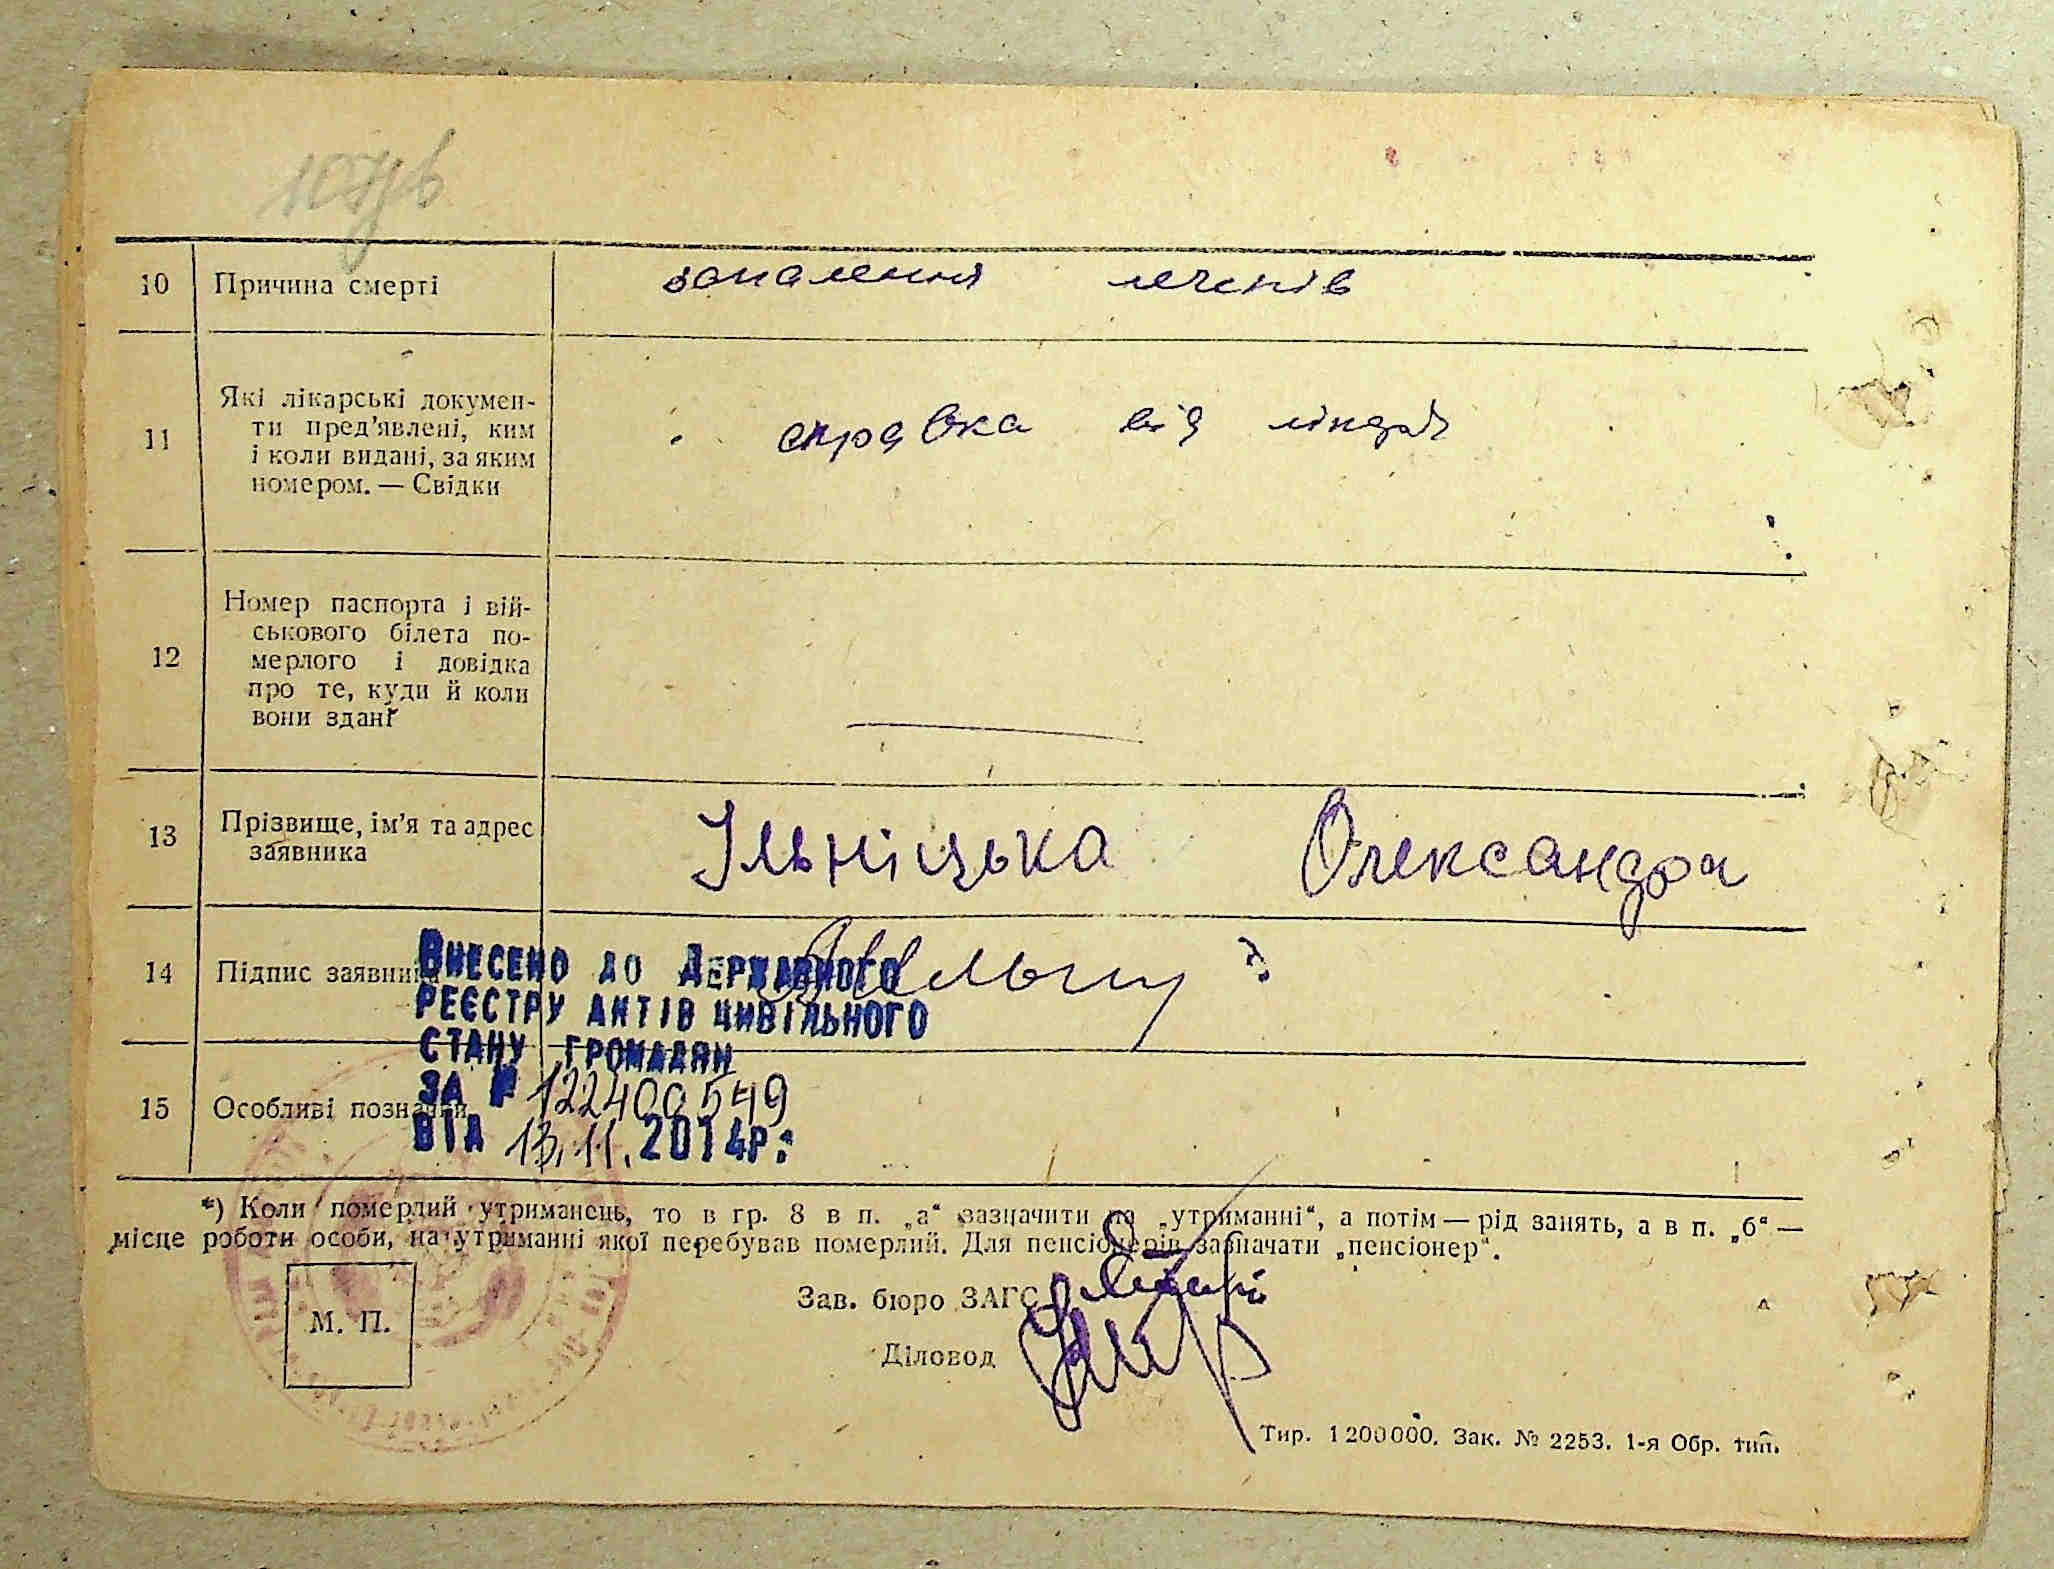 10
Причина смерті
запалення легенів
11
Які лікарські докумен-
ти пред'явлені, ким
і коли видані, за яким
номером. — Свідки
справка від лікаря
12
Номер паспорта і вій-
ськового білета по-
мерлого і довідка
про те, куди й коли
вони здані
13
Прізвище, ім'я та адрес
заявника
Ільніцька Олександра
14
Підпис заявника
ВНЕСЕНО ДО ДЕРЖАВНОГО
РЕЄСТРУ АКТІВ ЦИВІЛЬНОГО
СТАНУ ГРОМАДЯН
ЗА № 122400549
ВІД 13.11.2014р:
15
Особливі позначки
*) Коли померлий утриманець, то в гр. 8 в п. „а“ зазначити на „утриманні“, а потім — рід занять, а в п. „б“ —
місце роботи особи, на утриманні якої перебував померлий. Для пенсіонерів зазначати „пенсіонер“.
М. П.
Зав. бюро ЗАГС
Діловод
Тир. 1200000. Зак. № 2253. 1-я Обр. тип.